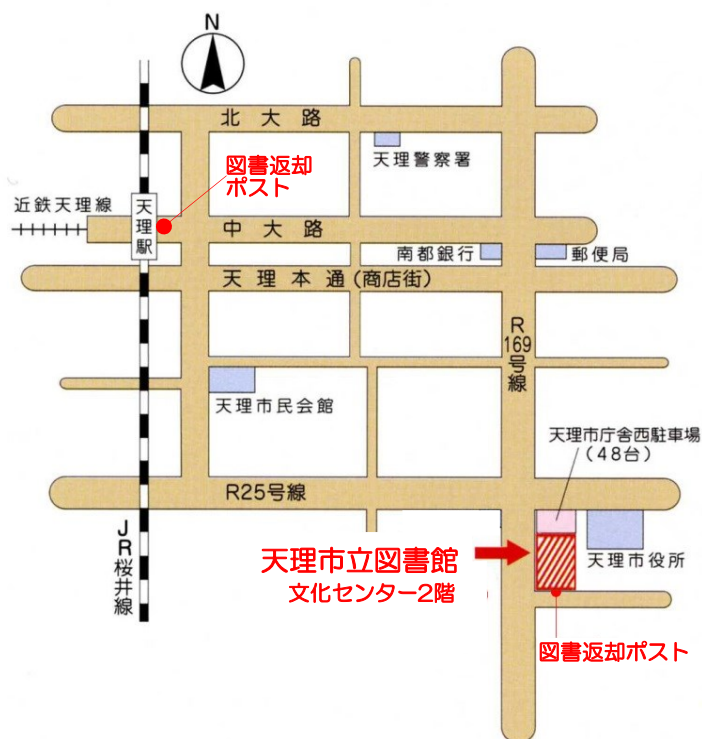 N
北大路
天理警察署
図書返却
ポスト
近鉄天理線
天理駅
中大路
南都銀行
郵便局
天理本通(商店街)
R
169
号線
天理市民会館
天理市庁舎西駐車場
(48台)
R25号線
天理市立図書館
文化センター2階
天理市役所
JR桜井線
図書返却ポスト